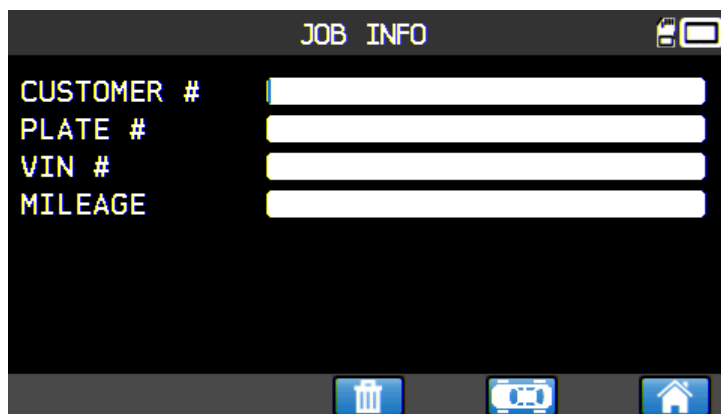 JOB INFO
CUSTOMER #
PLATE #
VIN #
MILEAGE